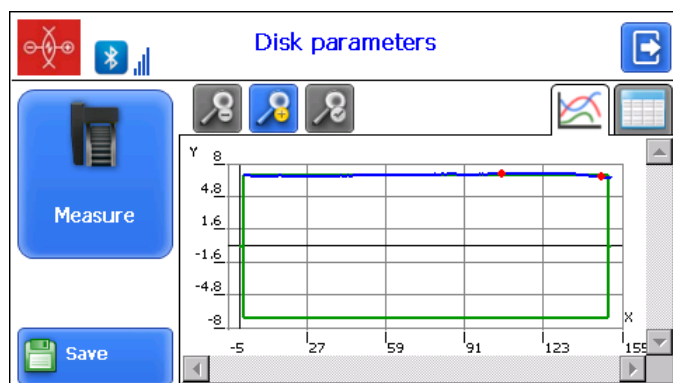 Disk parameters
Measure
Save
Y
8
4.8
1.6
-1.6
-4.8
-8
X
-5 27 59 91 123 155